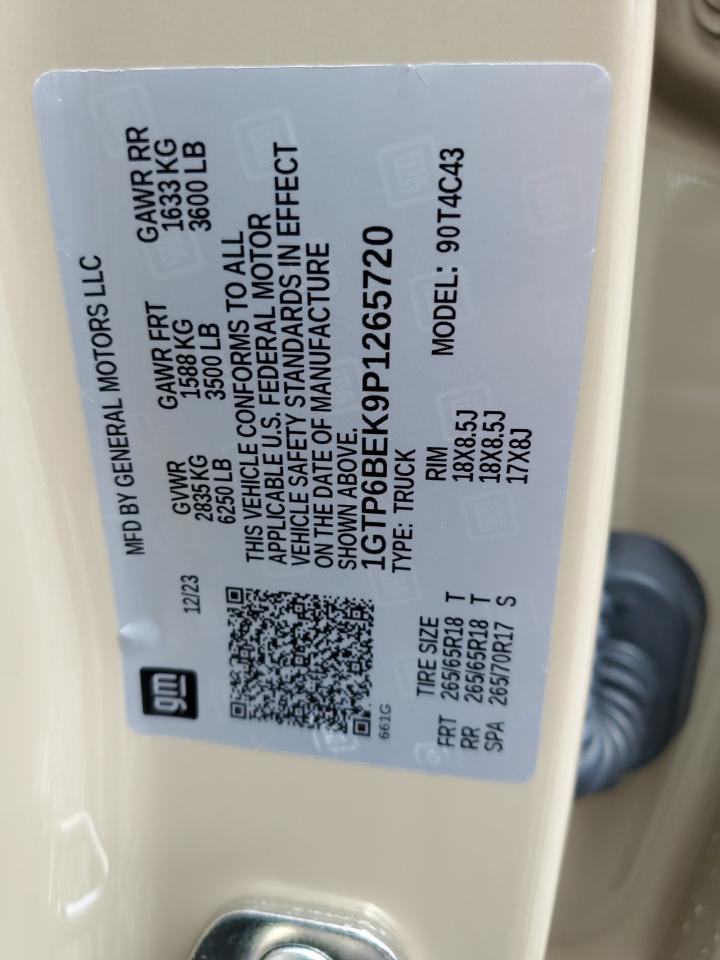 gm
MFD BY GENERAL MOTORS LLC
12/23
GVWR GAWR FRT GAWR RR
2835 KG 1588 KG 1633 KG
6250 LB 3500 LB 3600 LB
THIS VEHICLE CONFORMS TO ALL
APPLICABLE U.S. FEDERAL MOTOR
VEHICLE SAFETY STANDARDS IN EFFECT
ON THE DATE OF MANUFACTURE
SHOWN ABOVE.
1GTP6BEK9P1265720
661G
TYPE: TRUCK MODEL: 90T4C43
TIRE SIZE RIM
FRT 265/65R18 T 18X8.5J
RR 265/65R18 T 18X8.5J
SPA 265/70R17 S 17X8J